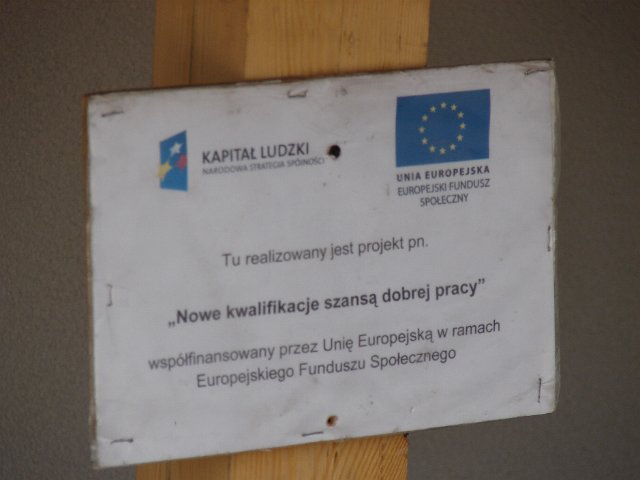 KAPITAŁ LUDZKI
NARODOWA STRATEGIA SPÓJNOŚCI
UNIA EUROPEJSKA
EUROPEJSKI FUNDUSZ
SPOŁECZNY
Tu realizowany jest projekt pn.
„Nowe kwalifikacje szansą dobrej pracy”
współfinansowany przez Unię Europejską w ramach
Europejskiego Funduszu Społecznego